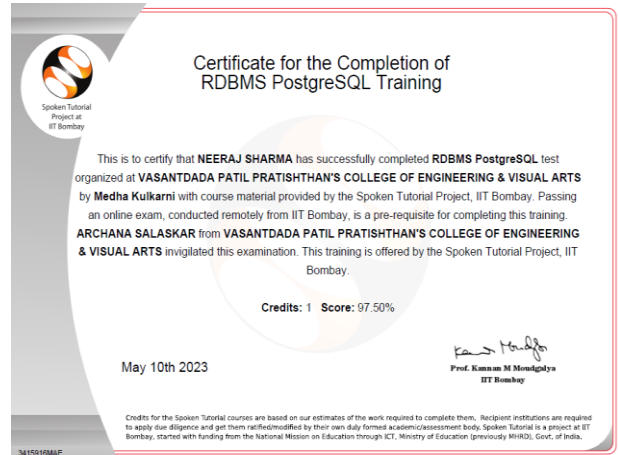 Spoken Tutorial
Project at
IIT Bombay
Certificate for the Completion of
RDBMS PostgreSQL Training
This is to certify that NEERAJ SHARMA has successfully completed RDBMS PostgreSQL test
organized at VASANTDADA PATIL PRATISHTHAN'S COLLEGE OF ENGINEERING & VISUAL ARTS
by Medha Kulkarni with course material provided by the Spoken Tutorial Project, IIT Bombay. Passing
an online exam, conducted remotely from IIT Bombay, is a pre-requisite for completing this training.
ARCHANA SALASKAR from VASANTDADA PATIL PRATISHTHAN'S COLLEGE OF ENGINEERING
& VISUAL ARTS invigilated this examination. This training is offered by the Spoken Tutorial Project, IIT
Bombay.
Credits: 1 Score: 97.50%
May 10th 2023
Prof. Kannan M Moudgalya
IIT Bombay
Credits for the Spoken Tutorial courses are based on our estimates of the work required to complete them, Recipient institutions are required
to apply due diligence and get them ratified/modified by their own duly formed academic/assessment body. Spoken Tutorial is a project at IIT
Bombay, started with funding from the National Mission on Education through ICT, Ministry of Education (previously MHRD), Govt, of India.
3415916MAE